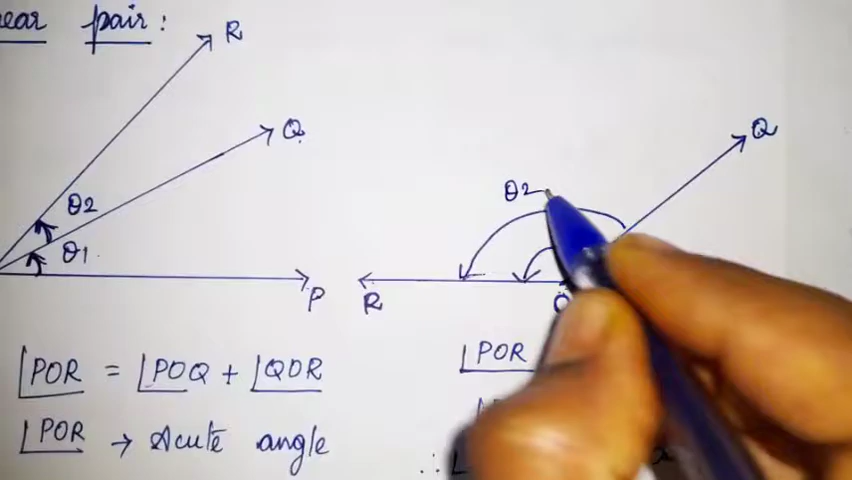 pair :
R
Q
θ2
θ1
P
∠POR = ∠POQ + ∠QOR
∠POR → Acute angle
Q
θ2
R
O
∠POR
∴